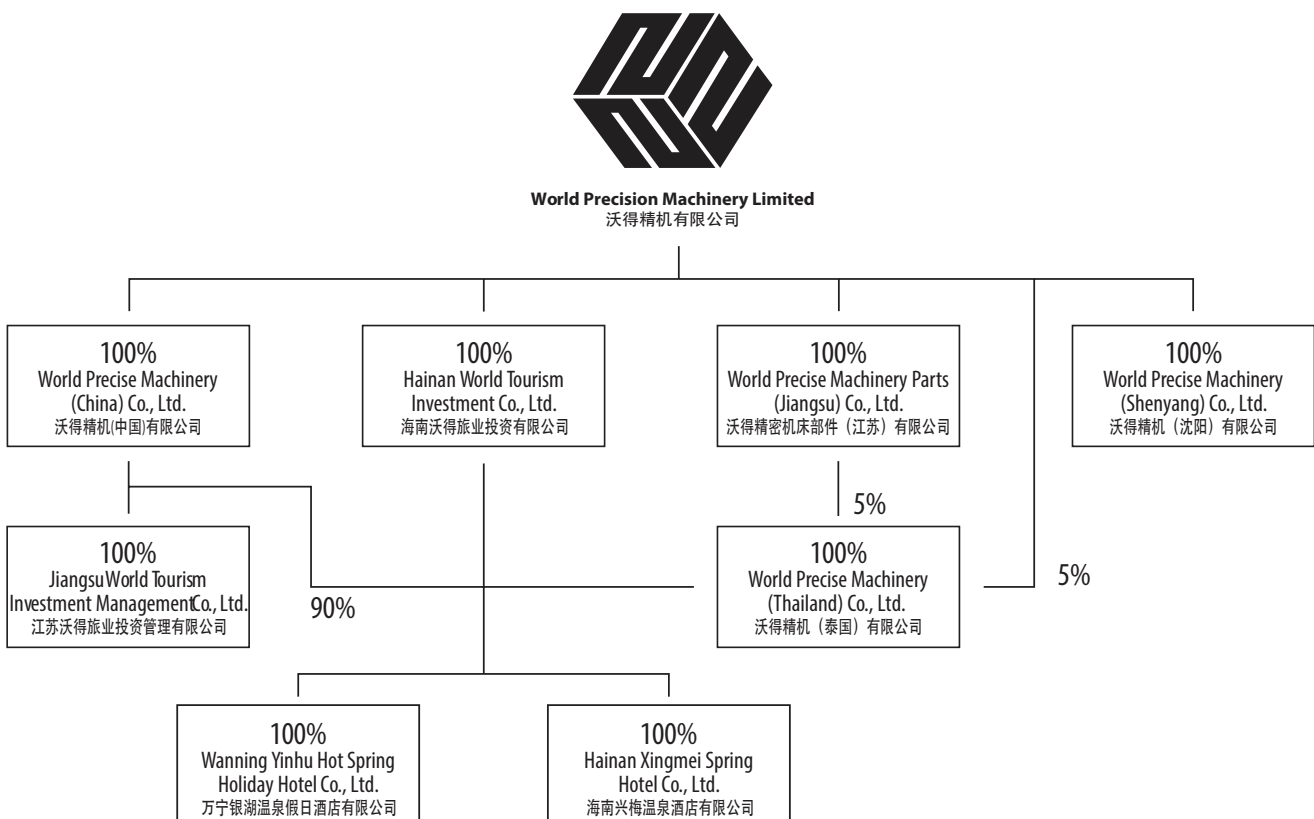 World Precision Machinery Limited
沃得精机有限公司
100%
World Precise Machinery
(China) Co., Ltd.
沃得精机(中国)有限公司
100%
Hainan World Tourism
Investment Co., Ltd.
海南沃得旅业投资有限公司
100%
World Precise Machinery Parts
(Jiangsu) Co., Ltd.
沃得精密机床部件（江苏）有限公司
100%
World Precise Machinery
(Shenyang) Co., Ltd.
沃得精机（沈阳）有限公司
5%
100%
Jiangsu World Tourism
Investment Management Co., Ltd.
江苏沃得旅业投资管理有限公司
90%
100%
World Precise Machinery
(Thailand) Co., Ltd.
沃得精机（泰国）有限公司
5%
100%
Wanning Yinhu Hot Spring
Holiday Hotel Co., Ltd.
万宁银湖温泉假日酒店有限公司
100%
Hainan Xingmei Spring
Hotel Co., Ltd.
海南兴梅温泉酒店有限公司